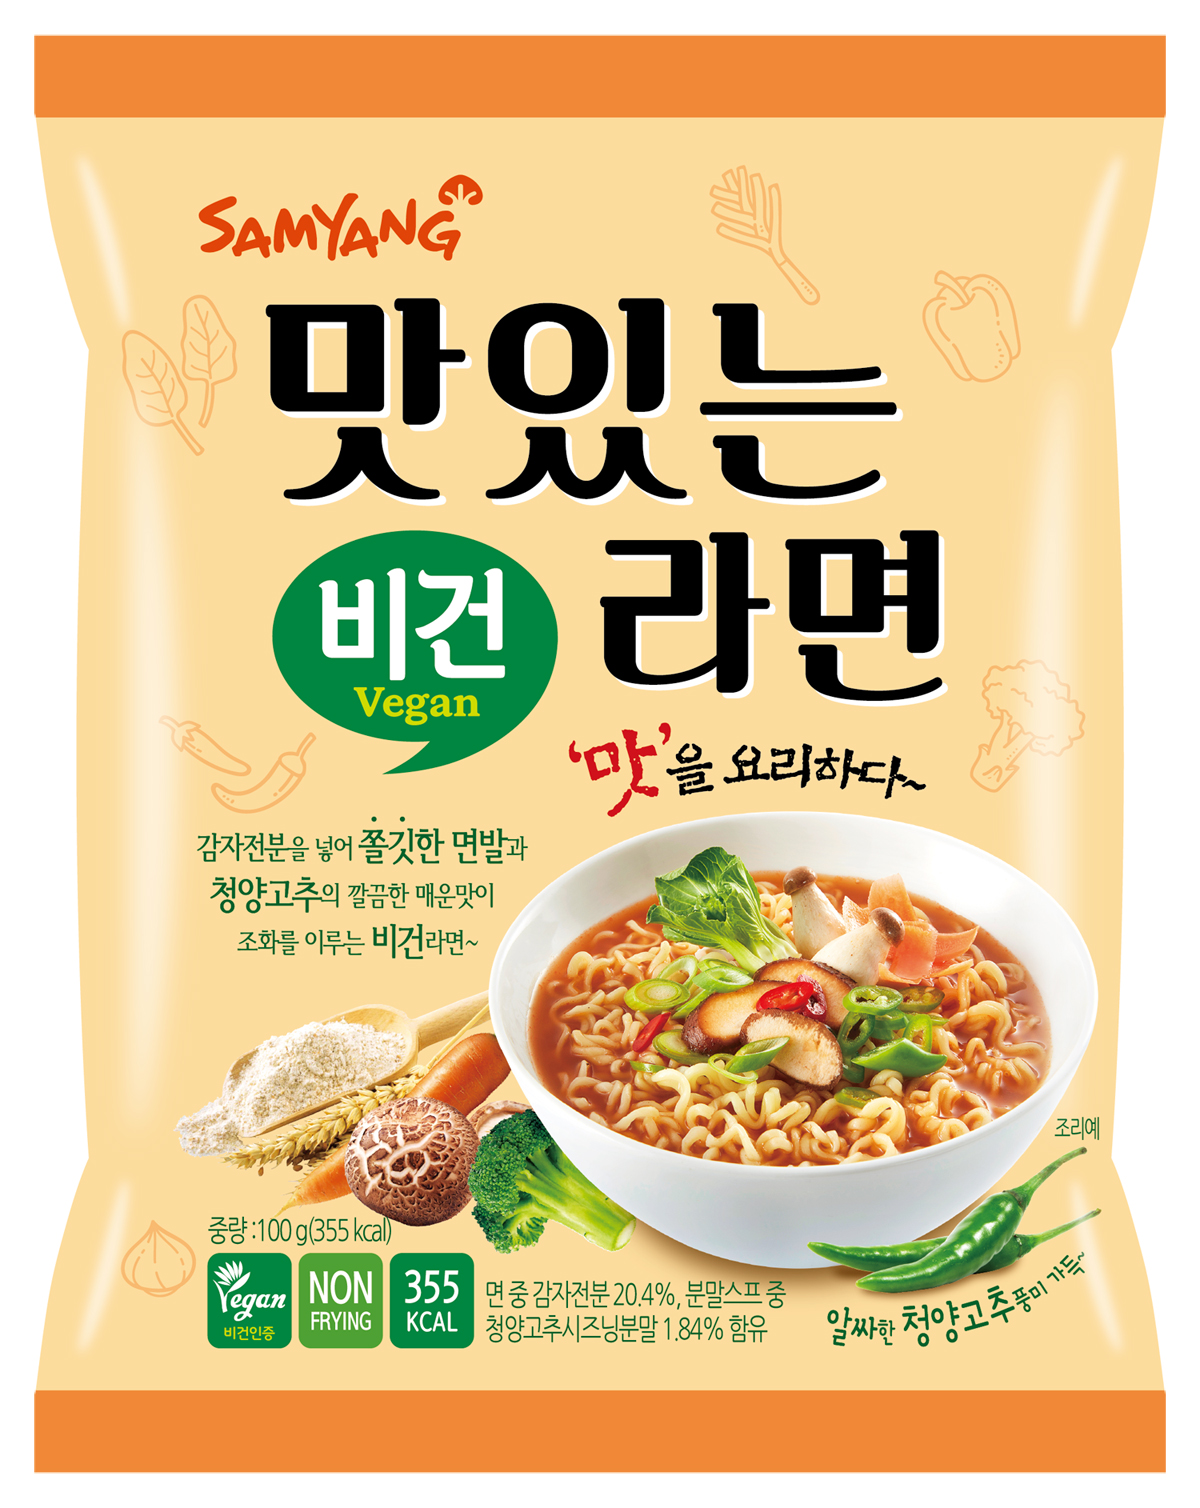 SAMYANG
맛있는
비건
라면
Vegan
'맛'을 요리하다~
감자전분을 넣어 쫄깃한 면발과
청양고추의 깔끔한 매운맛이
조화를 이루는 비건라면~
조리예
중량 :100 g(355 kcal)
Vegan
비건인증
NON
FRYING
355
KCAL
면 중 감자전분 20.4%, 분말스프 중
청양고추시즈닝분말 1.84% 함유
알싸한 청양고추풍미 가득~